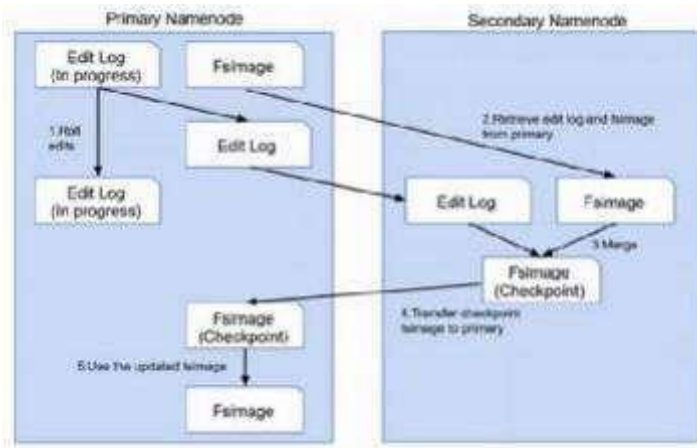 Primary Namenode
Secondary Namenode
Edit Log
(In progress)
FsImage
1.Roll
edits
Edit Log
2.Retrieve edit log and fsimage
from primary
Edit Log
(In progress)
Edit Log
Fsimage
3.Merge
FsImage
(Checkpoint)
Fsimage
(Checkpoint)
4.Transfer checkpoint
fsimage to primary
5.Use the updated fsimage
FsImage